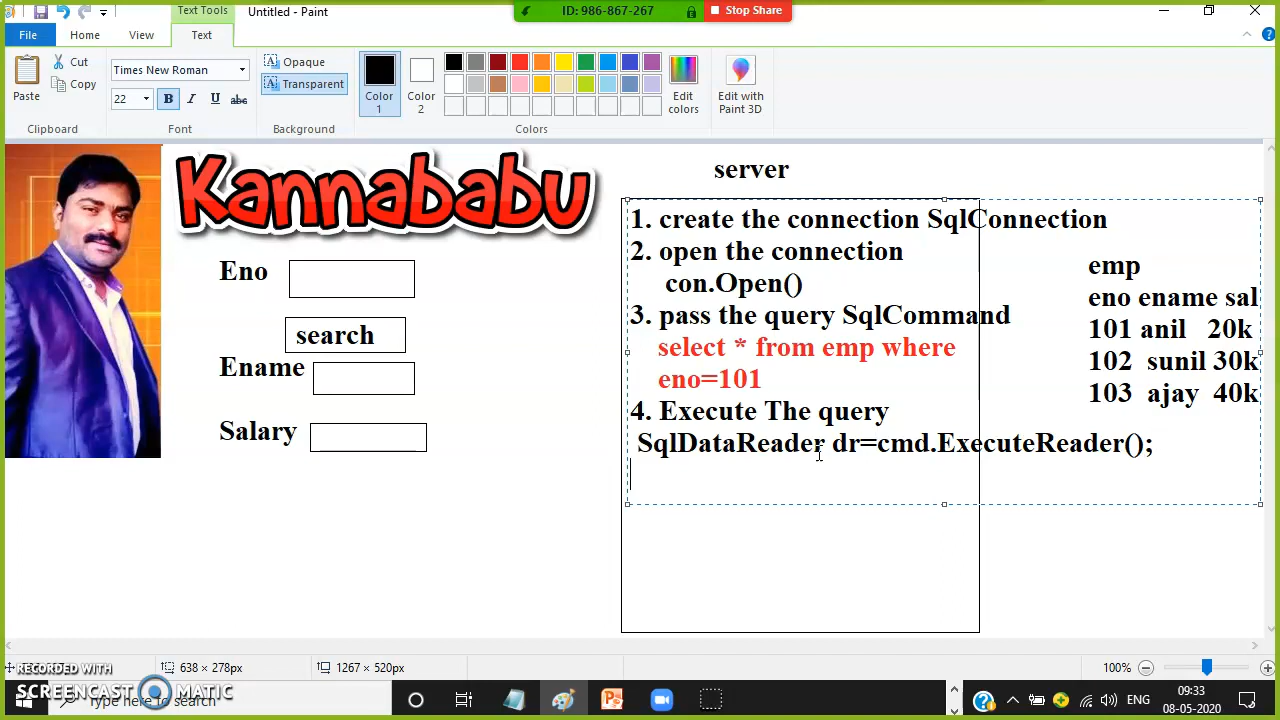 Text Tools
Untitled - Paint
ID: 986-867-267
Stop Share
File
Home
View
Text
Paste
Cut
Copy
Clipboard
Times New Roman
22
B
I
U
abc
Font
Opaque
Transparent
Background
Color 1
Color 2
Edit colors
Edit with Paint 3D
Colors
Kannababu
Eno
search
Ename
Salary
server
1. create the connection SqlConnection
2. open the connection
con.Open()
3. pass the query SqlCommand
select * from emp where
eno=101
4. Execute The query
SqlDataReader dr=cmd.ExecuteReader();
emp
eno ename sal
101 anil 20k
102 sunil 30k
103 ajay 40k
638 × 278px
1267 × 520px
100%
RECORDED WITH
SCREENCAST MATIC
Type here to search
ENG
09:33
08-05-2020